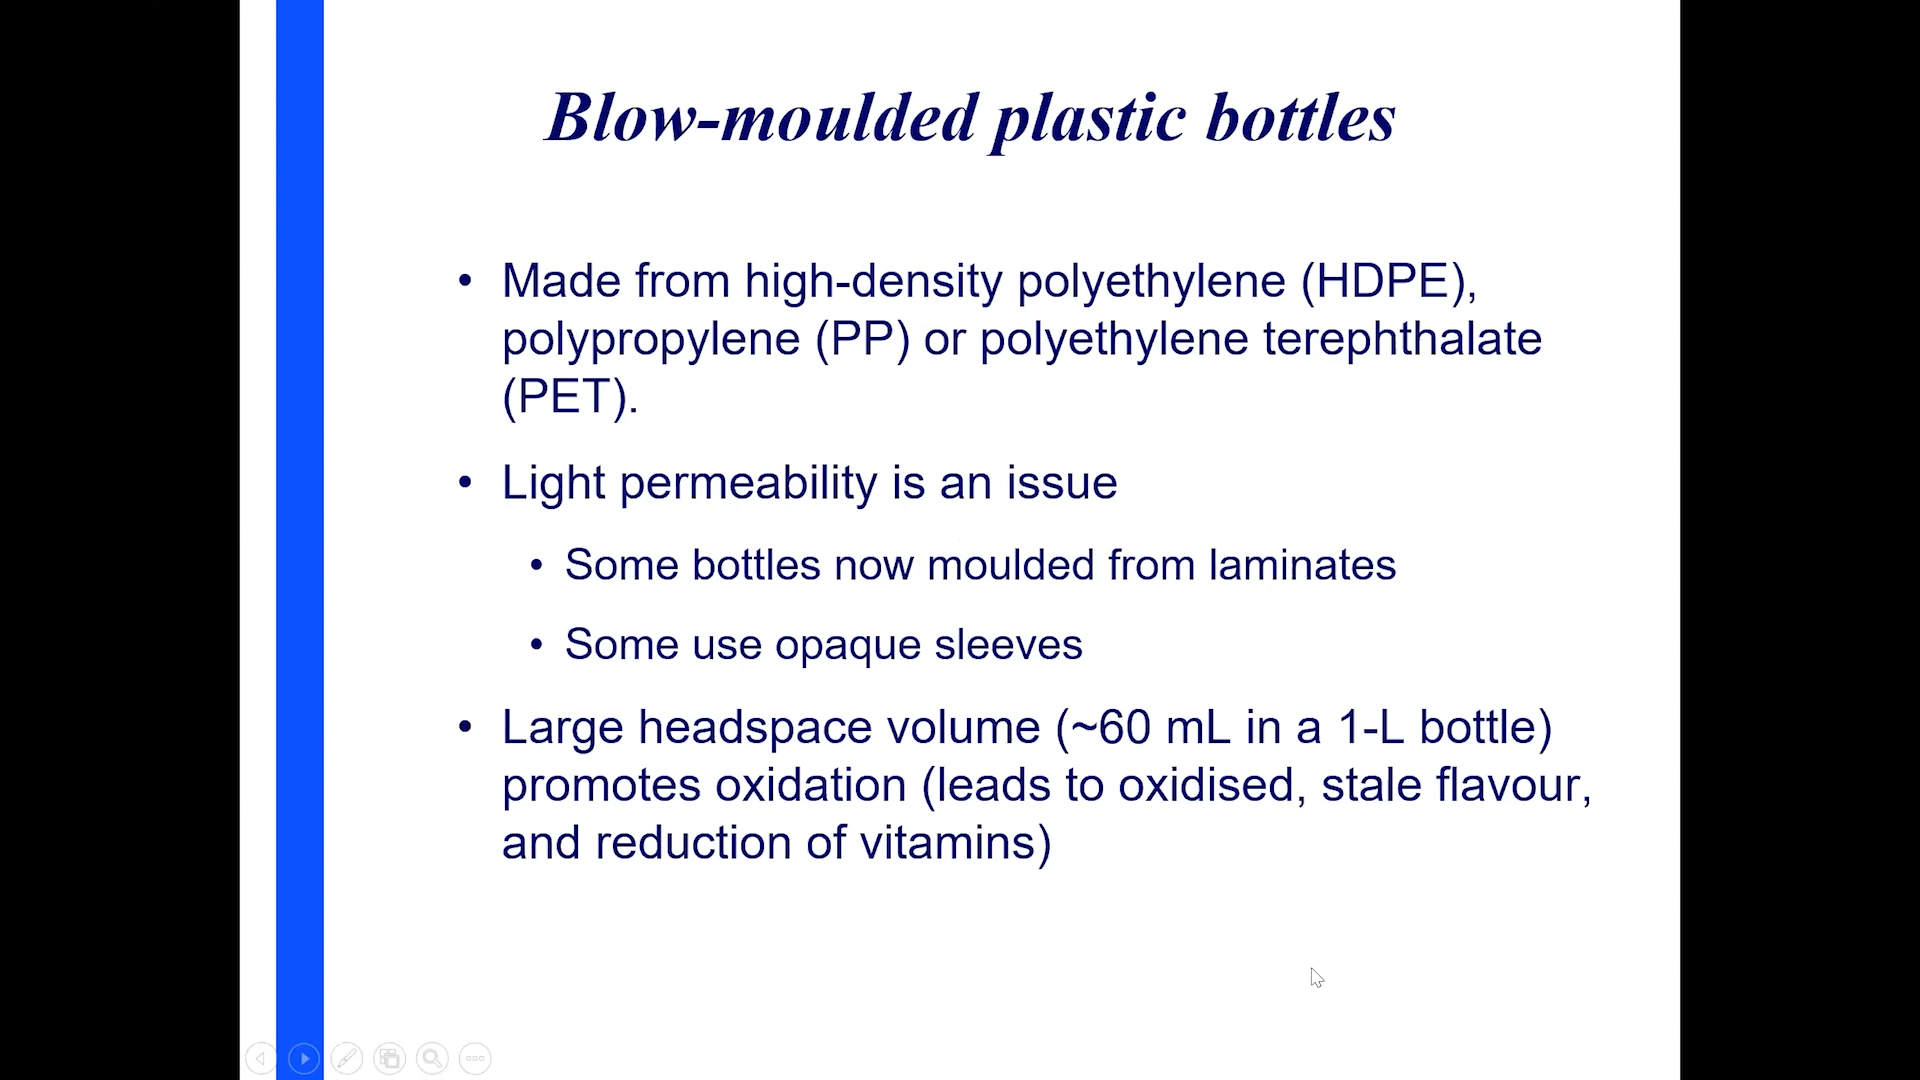 Blow-moulded plastic bottles
• Made from high-density polyethylene (HDPE),
polypropylene (PP) or polyethylene terephthalate
(PET).
• Light permeability is an issue
• Some bottles now moulded from laminates
• Some use opaque sleeves
• Large headspace volume (~60 mL in a 1-L bottle)
promotes oxidation (leads to oxidised, stale flavour,
and reduction of vitamins)